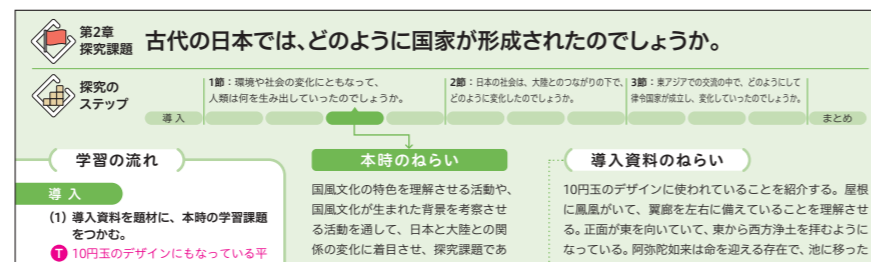 第2章
探究課題
古代の日本では、どのように国家が形成されたのでしょうか。
探究の
ステップ
1節：環境や社会の変化にともなって、
人類は何を生み出していったのでしょうか。
2節：日本の社会は、大陸とのつながりの下で、
どのように変化したのでしょうか。
3節：東アジアでの交流の中で、どのようにして
律令国家が成立し、変化していったのでしょうか。
導入
まとめ
学習の流れ
導入
(1) 導入資料を題材に、本時の学習課題
をつかむ。
T 10円玉のデザインにもなっている平
本時のねらい
国風文化の特色を理解させる活動や、
国風文化が生まれた背景を考察させ
る活動を通して、日本と大陸との関
係の変化に着目させ、探究課題であ
導入資料のねらい
10円玉のデザインに使われていることを紹介する。屋根
に鳳凰がいて、翼廊を左右に備えていることを理解させ
る。正面が東を向いていて、東から西方浄土を拝むように
なっている。阿弥陀如来は命を迎える存在で、池に移った